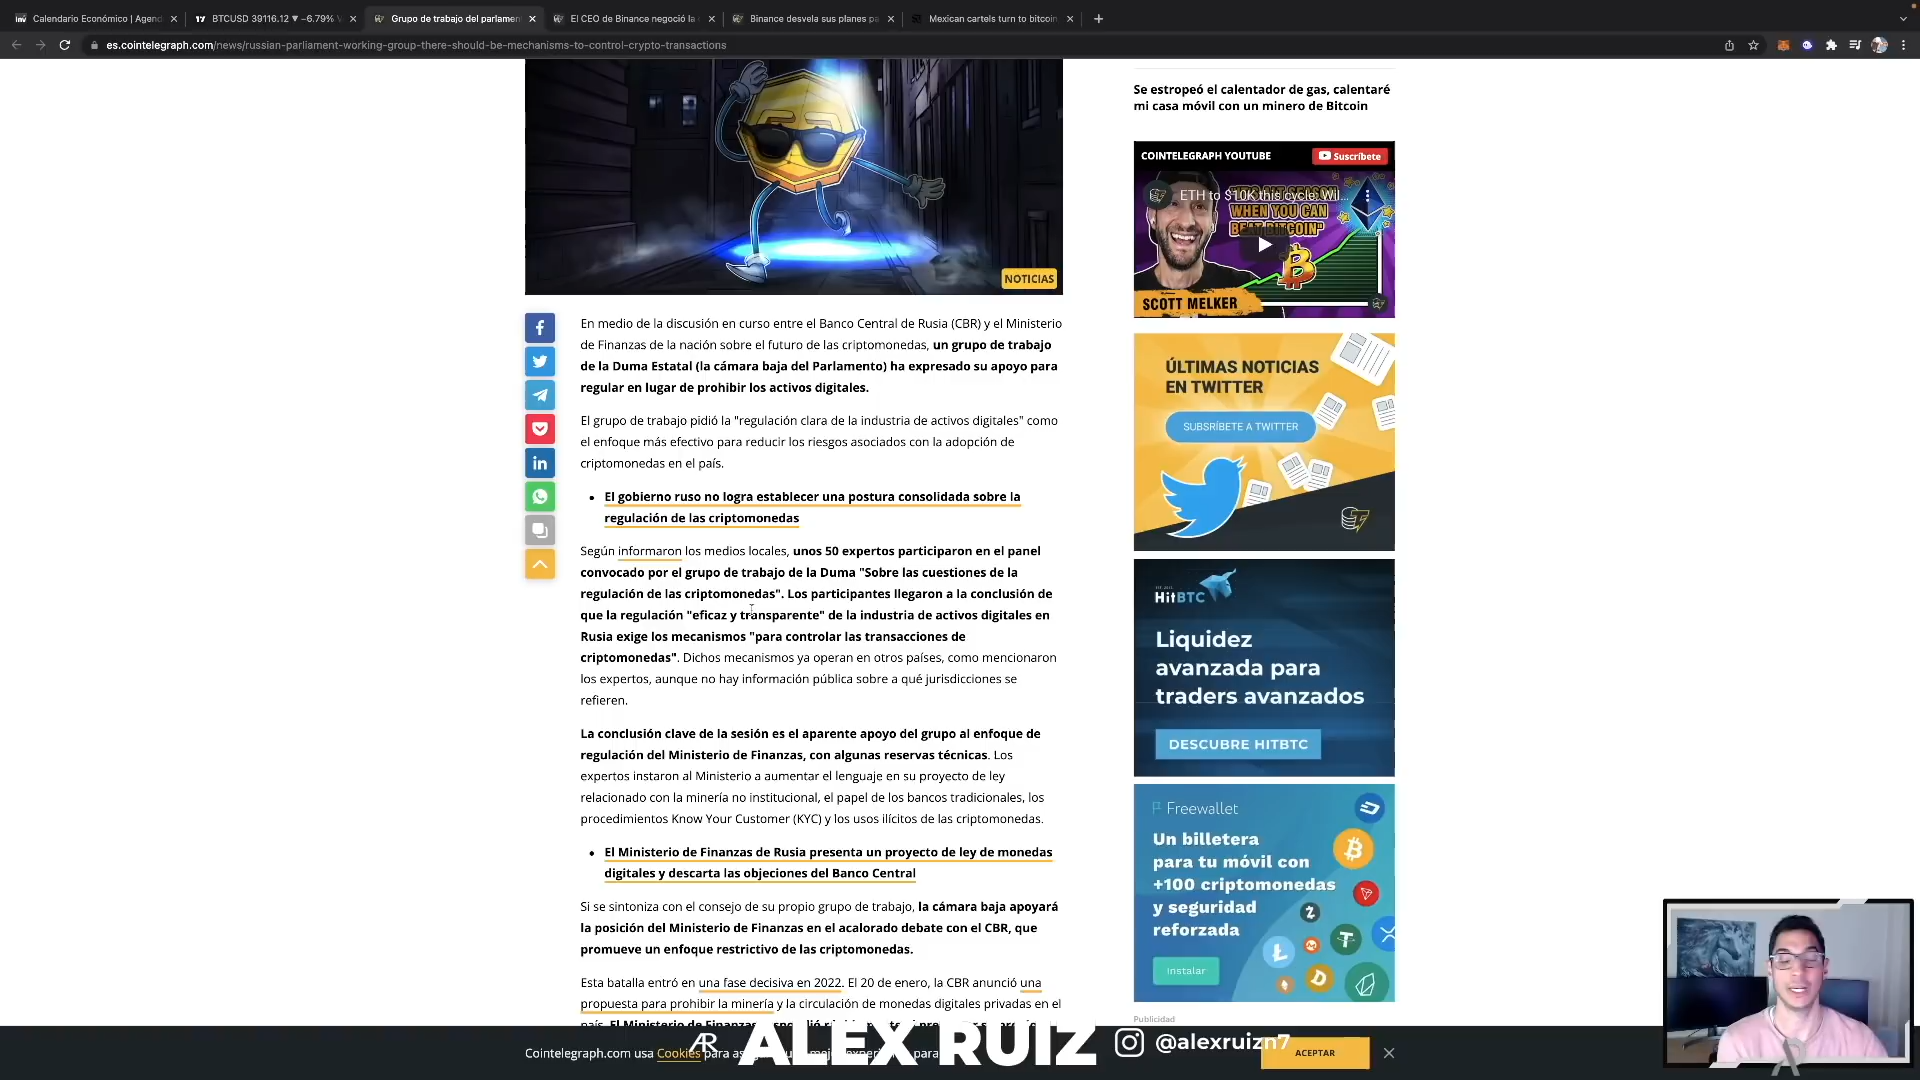 Calendario Económico | Agen
BTCUSD 39116.12 ▼ −6.79%
Grupo de trabajo del parlamen
El CEO de Binance negoció la
Binance desvela sus planes pa
Mexican cartels turn to bitcoin
es.cointelegraph.com/news/russian-parliament-working-group-there-should-be-mechanisms-to-control-crypto-transactions
NOTICIAS
En medio de la discusión en curso entre el Banco Central de Rusia (CBR) y el Ministerio
de Finanzas de la nación sobre el futuro de las criptomonedas, un grupo de trabajo
de la Duma Estatal (la cámara baja del Parlamento) ha expresado su apoyo para
regular en lugar de prohibir los activos digitales.
El grupo de trabajo pidió la "regulación clara de la industria de activos digitales" como
el enfoque más efectivo para reducir los riesgos asociados con la adopción de
criptomonedas en el país.
El gobierno ruso no logra establecer una postura consolidada sobre la
regulación de las criptomonedas
Según informaron los medios locales, unos 50 expertos participaron en el panel
convocado por el grupo de trabajo de la Duma "Sobre las cuestiones de la
regulación de las criptomonedas". Los participantes llegaron a la conclusión de
que la regulación "eficaz y transparente" de la industria de activos digitales en
Rusia exige los mecanismos "para controlar las transacciones de
criptomonedas". Dichos mecanismos ya operan en otros países, como mencionaron
los expertos, aunque no hay información pública sobre a qué jurisdicciones se
refieren.
La conclusión clave de la sesión es el aparente apoyo del grupo al enfoque de
regulación del Ministerio de Finanzas, con algunas reservas técnicas. Los
expertos instaron al Ministerio a aumentar el lenguaje en su proyecto de ley
relacionado con la minería no institucional, el papel de los bancos tradicionales, los
procedimientos Know Your Customer (KYC) y los usos ilícitos de las criptomonedas.
El Ministerio de Finanzas de Rusia presenta un proyecto de ley de monedas
digitales y descarta las objeciones del Banco Central
Si se sintoniza con el consejo de su propio grupo de trabajo, la cámara baja apoyará
la posición del Ministerio de Finanzas en el acalorado debate con el CBR, que
promueve un enfoque restrictivo de las criptomonedas.
Esta batalla entró en una fase decisiva en 2022. El 20 de enero, la CBR anunció una
propuesta para prohibir la minería y la circulación de monedas digitales privadas en el
país. El Ministerio de Finanzas
Cointelegraph.com usa Cookies para
ACEPTAR
ALEX RUIZ
@alexruizn7
Se estropeó el calentador de gas, calentaré
mi casa móvil con un minero de Bitcoin
COINTELEGRAPH YOUTUBE
Suscríbete
ETH to $10K this cycle: Wil...
WHEN YOU CAN
BEAT BITCOIN"
SCOTT MELKER
ÚLTIMAS NOTICIAS
EN TWITTER
SUBSRÍBETE A TWITTER
HitBTC
Liquidez
avanzada para
traders avanzados
DESCUBRE HITBTC
Freewallet
Un billetera
para tu móvil con
+100 criptomonedas
y seguridad
reforzada
Instalar
Publicidad